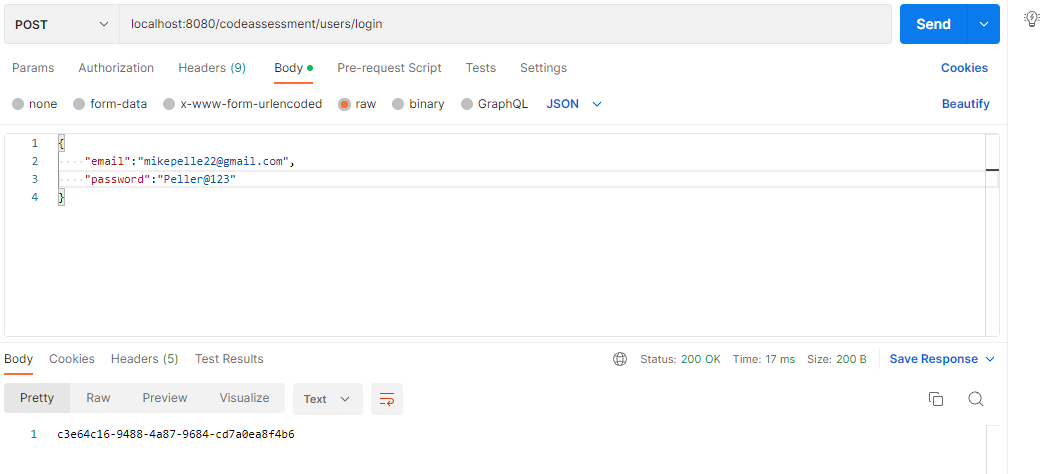 POST localhost:8080/codeassessment/users/login Send
Params Authorization Headers (9) Body Pre-request Script Tests Settings Cookies
none form-data x-www-form-urlencoded raw binary GraphQL JSON Beautify
1 {
2 "email":"mikepelle22@gmail.com",
3 "password":"Peller@123"
4 }
Body Cookies Headers (5) Test Results Status: 200 OK Time: 17 ms Size: 200 B Save Response
Pretty Raw Preview Visualize Text
1 c3e64c16-9488-4a87-9684-cd7a0ea8f4b6